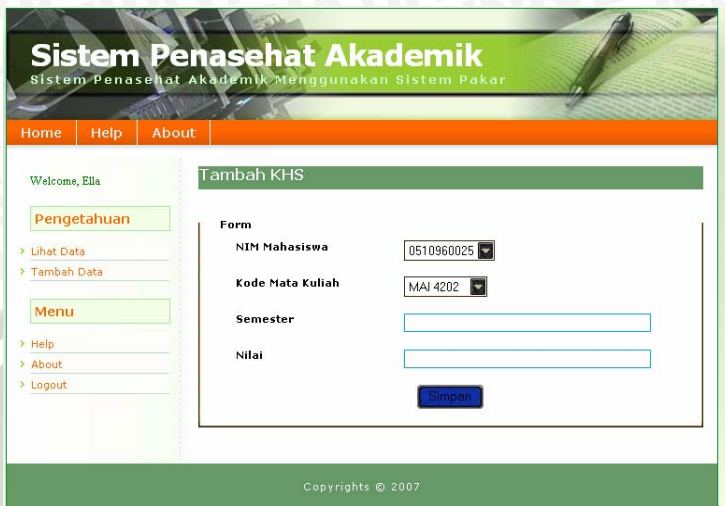 Sistem Penasehat Akademik
Sistem Penasehat Akademik Menggunakan Sistem Pakar
Home Help About
Welcome, Ella
Pengetahuan
Lihat Data
Tambah Data
Menu
Help
About
Logout
Tambah KHS
Form
NIM Mahasiswa 0510960025
Kode Mata Kuliah MAI 4202
Semester
Nilai
Simpan
Copyrights © 2007